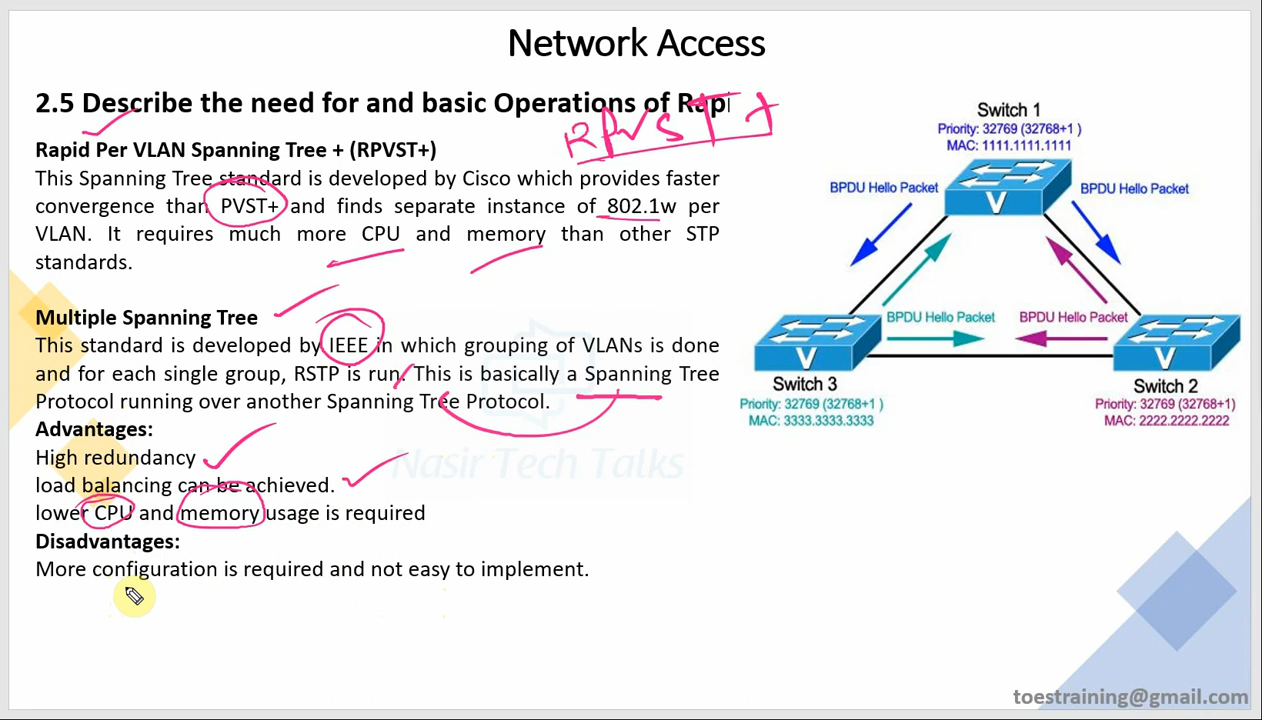 Network Access
2.5 Describe the need for and basic Operations of Rapi
RPVST +
Rapid Per VLAN Spanning Tree + (RPVST+)
This Spanning Tree standard is developed by Cisco which provides faster
convergence than PVST+ and finds separate instance of 802.1w per
VLAN. It requires much more CPU and memory than other STP
standards.
Multiple Spanning Tree
This standard is developed by IEEE in which grouping of VLANs is done
and for each single group, RSTP is run. This is basically a Spanning Tree
Protocol running over another Spanning Tree Protocol.
Advantages:
High redundancy
load balancing can be achieved.
lower CPU and memory usage is required
Disadvantages:
More configuration is required and not easy to implement.
Nasir Tech Talks
Switch 1
Priority: 32769 (32768+1 )
MAC: 1111.1111.1111
BPDU Hello Packet
BPDU Hello Packet
V
BPDU Hello Packet
BPDU Hello Packet
V
V
Switch 3
Priority: 32769 (32768+1 )
MAC: 3333.3333.3333
Switch 2
Priority: 32769 (32768+1)
MAC: 2222.2222.2222
toestraining@gmail.com